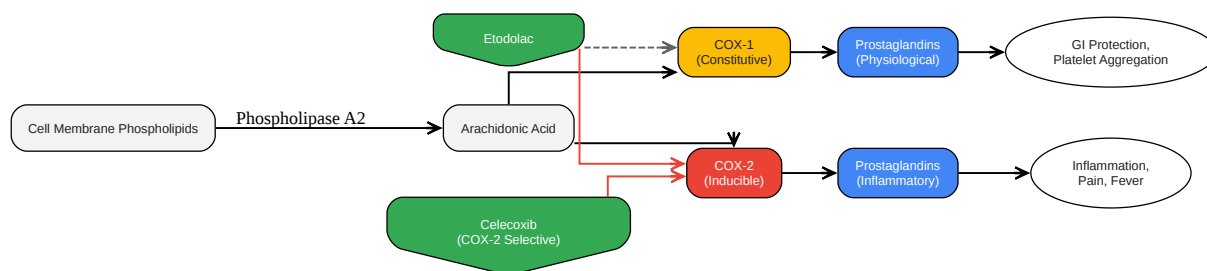 Etodolac
COX-1
(Constitutive)
Prostaglandins
(Physiological)
GI Protection,
Platelet Aggregation
Cell Membrane Phospholipids
Phospholipase A2
Arachidonic Acid
COX-2
(Inducible)
Prostaglandins
(Inflammatory)
Inflammation,
Pain, Fever
Celecoxib
(COX-2 Selective)